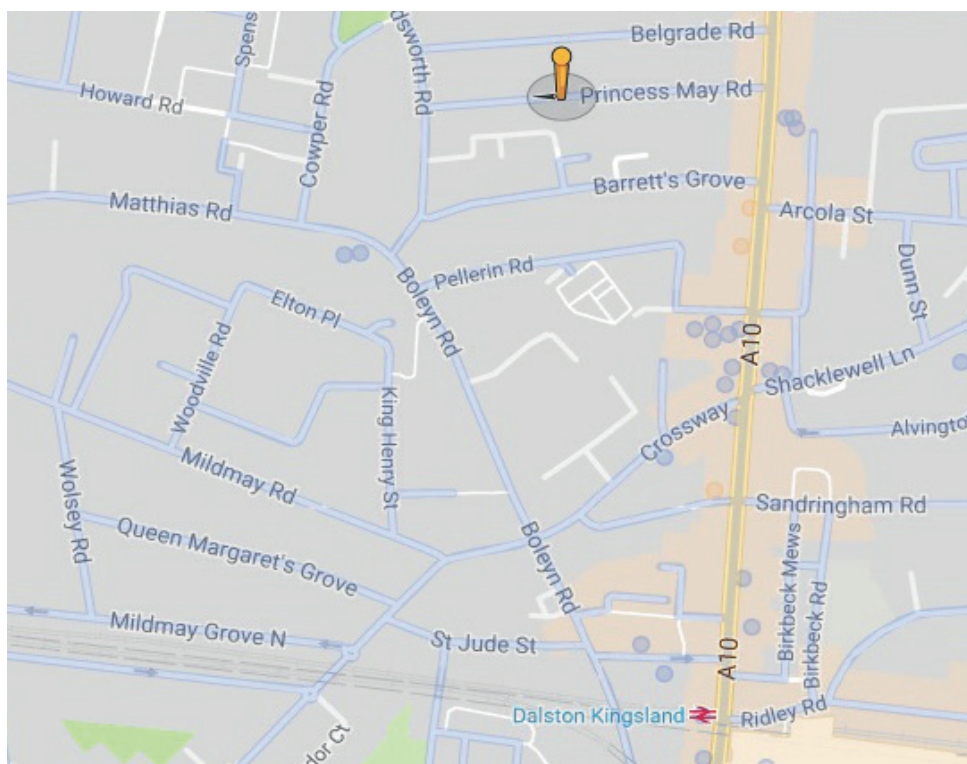 Spens
dsworth Rd
Belgrade Rd
Howard Rd
Cowper Rd
Princess May Rd
Matthias Rd
Barrett's Grove
Arcola St
Pellerin Rd
Dunn St
Elton Pl
Boleyn Rd
Woodville Rd
A10
Shacklewell Ln
King Henry St
Crossway
Alvingto
Mildmay Rd
Wolsey Rd
Sandringham Rd
Queen Margaret's Grove
Boleyn Rd
Birkbeck Mews
Birkbeck Rd
Mildmay Grove N
St Jude St
A10
Dalston Kingsland
Ridley Rd
dor Ct